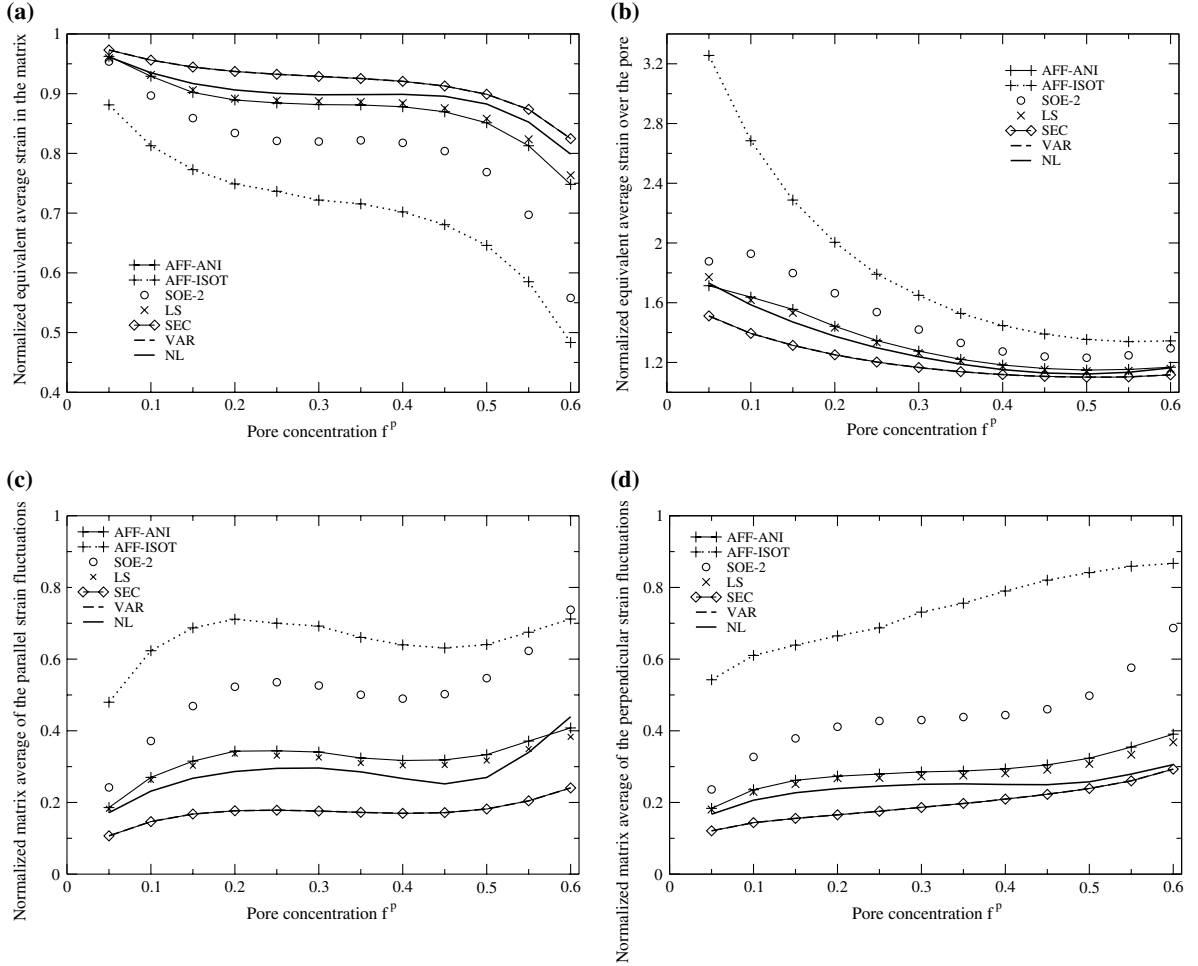 (a)
Normalized equivalent average strain in the matrix
1
0.9
0.8
0.7
0.6
0.5
0.4
AFF-ANI
AFF-ISOT
SOE-2
LS
SEC
VAR
NL
0
0.1
0.2
0.3
0.4
0.5
0.6
Pore concentration f^p
(b)
Normalized equivalent average strain over the pore
3.2
2.8
2.4
2
1.6
1.2
AFF-ANI
AFF-ISOT
SOE-2
LS
SEC
VAR
NL
0
0.1
0.2
0.3
0.4
0.5
0.6
Pore concentration f^p
(c)
Normalized matrix average of the parallel strain fluctuations
1
0.8
0.6
0.4
0.2
0
AFF-ANI
AFF-ISOT
SOE-2
LS
SEC
VAR
NL
0
0.1
0.2
0.3
0.4
0.5
0.6
Pore concentration f^p
(d)
Normalized matrix average of the perpendicular strain fluctuations
1
0.8
0.6
0.4
0.2
0
AFF-ANI
AFF-ISOT
SOE-2
LS
SEC
VAR
NL
0
0.1
0.2
0.3
0.4
0.5
0.6
Pore concentration f^p